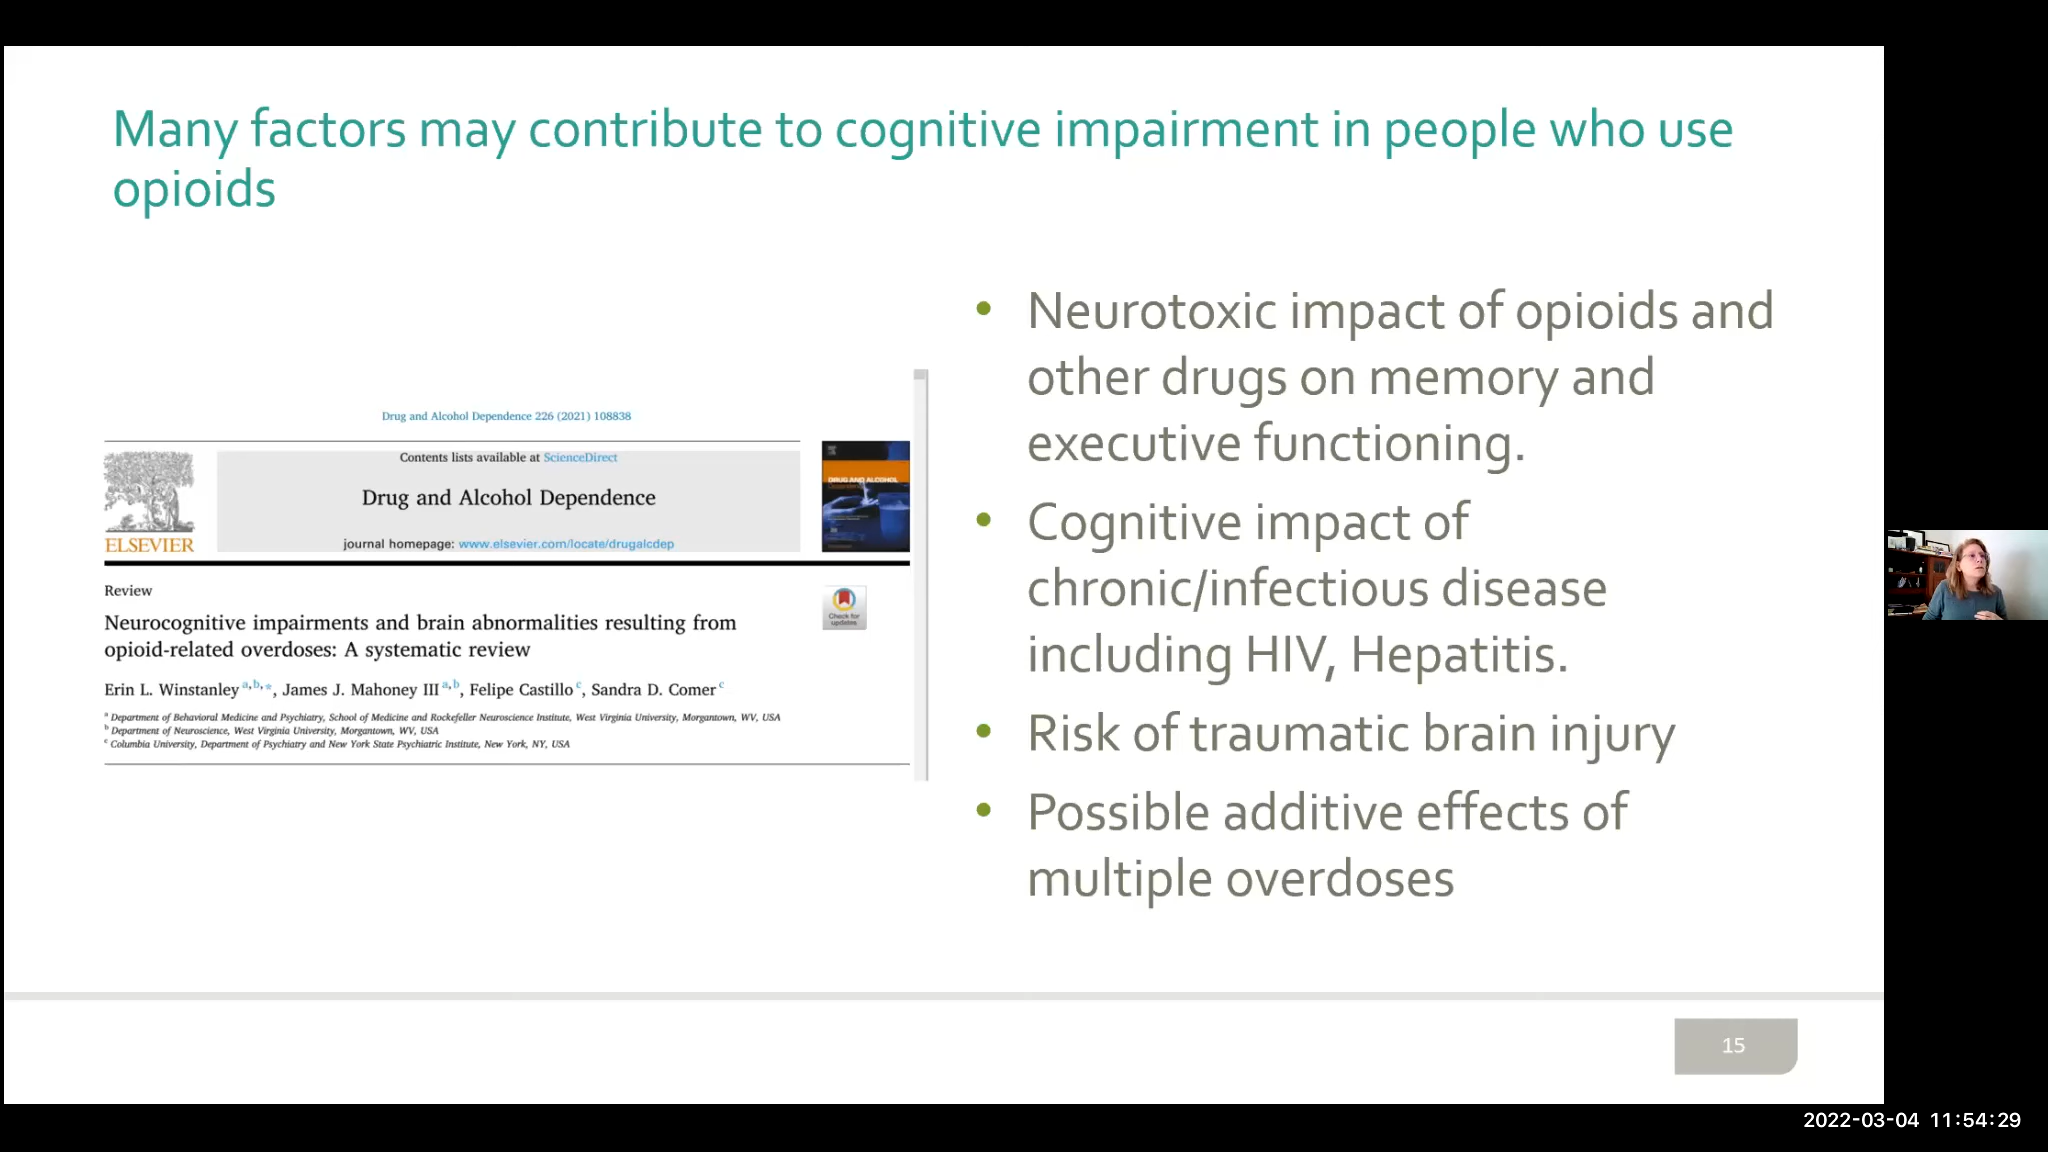 Many factors may contribute to cognitive impairment in people who use
opioids
Drug and Alcohol Dependence 226 (2021) 108838
Contents lists available at ScienceDirect
Drug and Alcohol Dependence
journal homepage: www.elsevier.com/locate/drugalcdep
ELSEVIER
DRUG AND ALCOHOL
Review
Check for
updates
Neurocognitive impairments and brain abnormalities resulting from
opioid-related overdoses: A systematic review
Erin L. Winstanley a,b,*, James J. Mahoney III a,b, Felipe Castillo c, Sandra D. Comer c
a Department of Behavioral Medicine and Psychiatry, School of Medicine and Rockefeller Neuroscience Institute, West Virginia University, Morgantown, WV, USA
b Department of Neuroscience, West Virginia University, Morgantown, WV, USA
c Columbia University, Department of Psychiatry and New York State Psychiatric Institute, New York, NY, USA
• Neurotoxic impact of opioids and
other drugs on memory and
executive functioning.
• Cognitive impact of
chronic/infectious disease
including HIV, Hepatitis.
• Risk of traumatic brain injury
• Possible additive effects of
multiple overdoses
15
2022-03-04 11:54:29